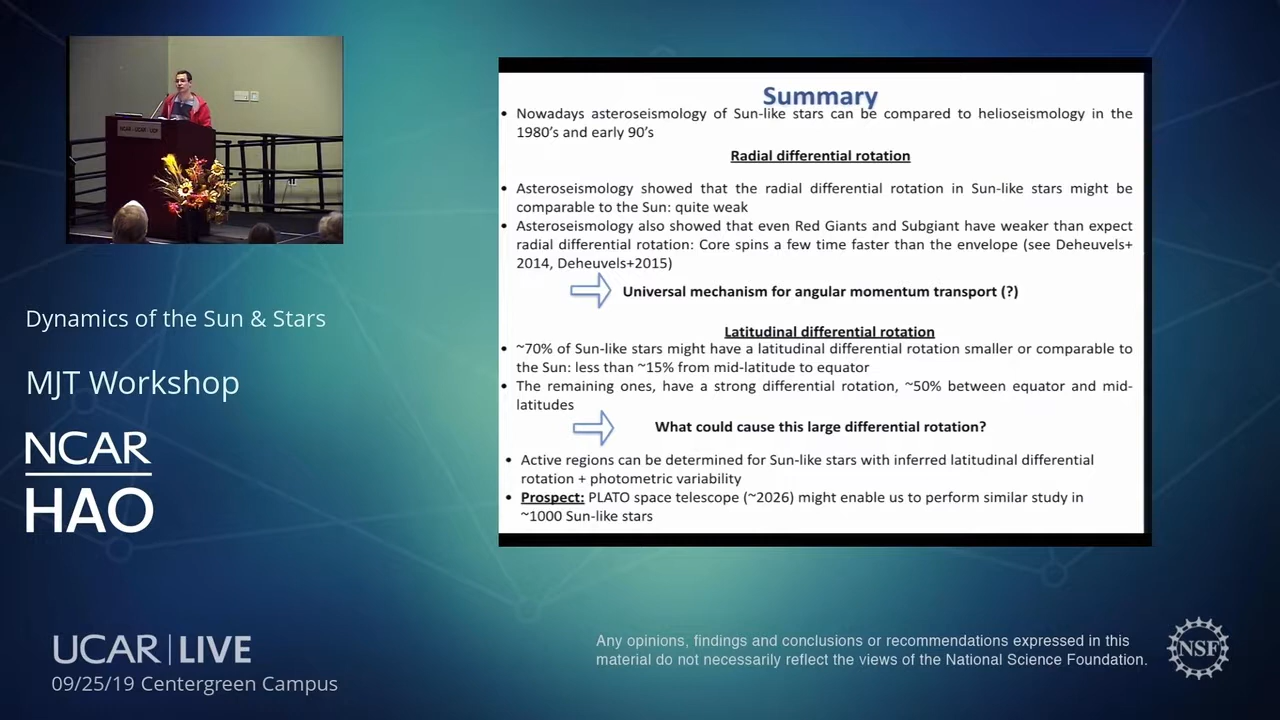 NCAR - UCAR - UCP
Dynamics of the Sun & Stars
MJT Workshop
NCAR
HAO
UCAR | LIVE
09/25/19 Centergreen Campus
Summary
• Nowadays asteroseismology of Sun-like stars can be compared to helioseismology in the
1980's and early 90's
Radial differential rotation
• Asteroseismology showed that the radial differential rotation in Sun-like stars might be
comparable to the Sun: quite weak
• Asteroseismology also showed that even Red Giants and Subgiant have weaker than expect
radial differential rotation: Core spins a few time faster than the envelope (see Deheuvels+
2014, Deheuvels+2015)
Universal mechanism for angular momentum transport (?)
Latitudinal differential rotation
• ~70% of Sun-like stars might have a latitudinal differential rotation smaller or comparable to
the Sun: less than ~15% from mid-latitude to equator
• The remaining ones, have a strong differential rotation, ~50% between equator and mid-
latitudes
What could cause this large differential rotation?
• Active regions can be determined for Sun-like stars with inferred latitudinal differential
rotation + photometric variability
• Prospect: PLATO space telescope (~2026) might enable us to perform similar study in
~1000 Sun-like stars
Any opinions, findings and conclusions or recommendations expressed in this
material do not necessarily reflect the views of the National Science Foundation.
NSF